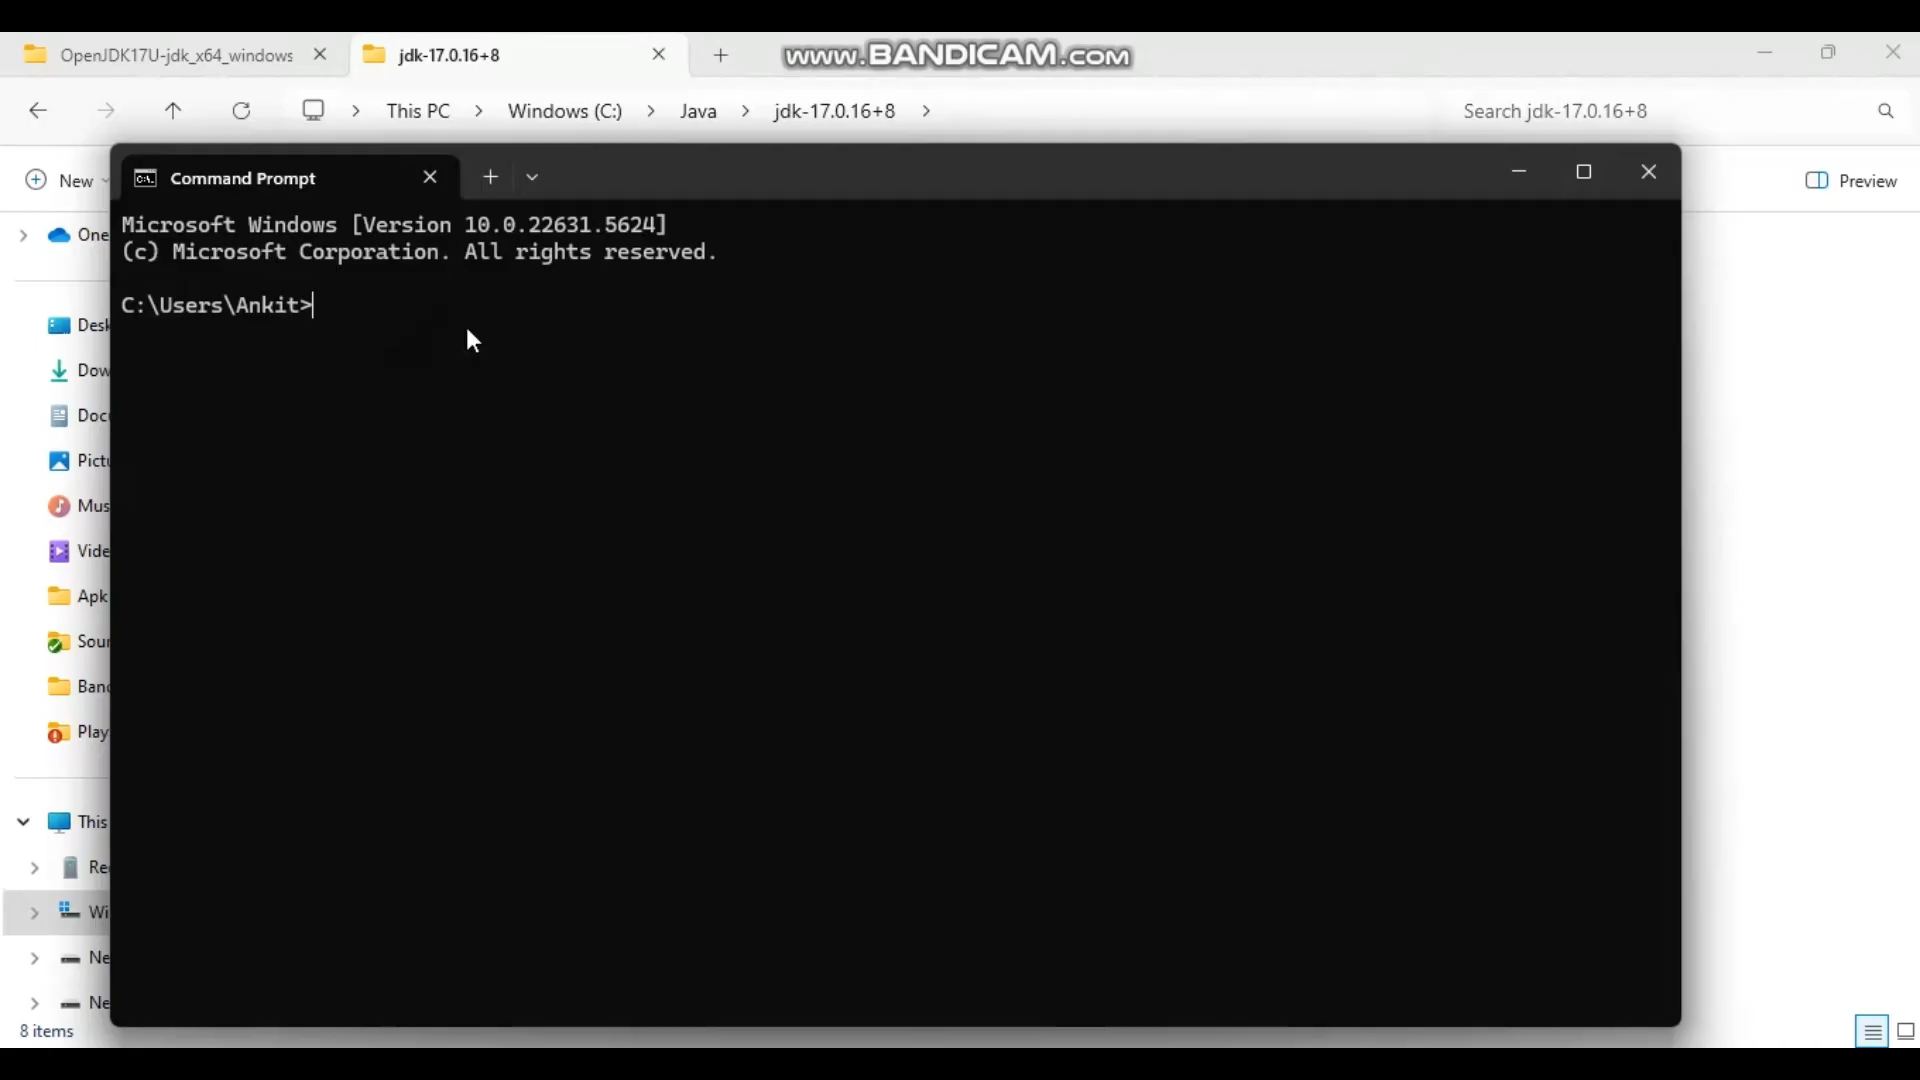 OpenJDK17U-jdk_x64_windows
jdk-17.0.16+8
www.BANDICAM.com
This PC > Windows (C:) > Java > jdk-17.0.16+8 >
Search jdk-17.0.16+8
New
Preview
Command Prompt
Microsoft Windows [Version 10.0.22631.5624]
(c) Microsoft Corporation. All rights reserved.
C:\Users\Ankit>
One
Desk
Dow
Docu
Pictu
Mus
Vide
Apk
Sour
Band
Play
This
Re
Wi
Ne
Ne
8 items